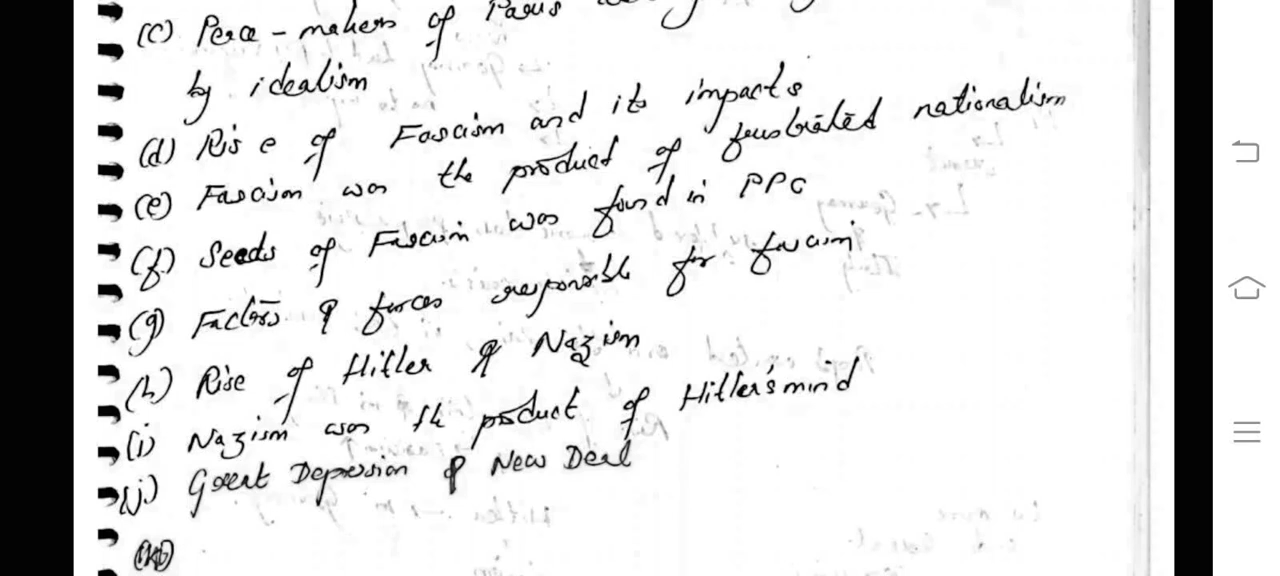 (c) Peace-makers of Paris
by idealism
(d) Rise of Fascism and its impacts
(e) Fascism was the product of frustrated nationalism
(f) Seeds of Fascism was found in PPC
(g) Factors & forces responsible for fascism
(h) Rise of Hitler & Nazism
(i) Nazism was the product of Hitler's mind
(j) Great Depression & New Deal
(k)